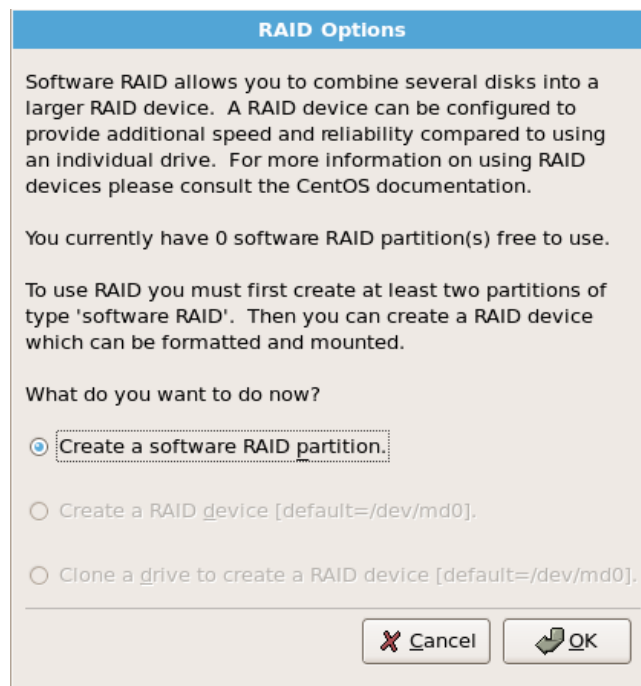 RAID Options
Software RAID allows you to combine several disks into a
larger RAID device.  A RAID device can be configured to
provide additional speed and reliability compared to using
an individual drive.  For more information on using RAID
devices please consult the CentOS documentation.
You currently have 0 software RAID partition(s) free to use.
To use RAID you must first create at least two partitions of
type 'software RAID'.  Then you can create a RAID device
which can be formatted and mounted.
What do you want to do now?
Create a software RAID partition.
Create a RAID device [default=/dev/md0].
Clone a drive to create a RAID device [default=/dev/md0].
Cancel
OK